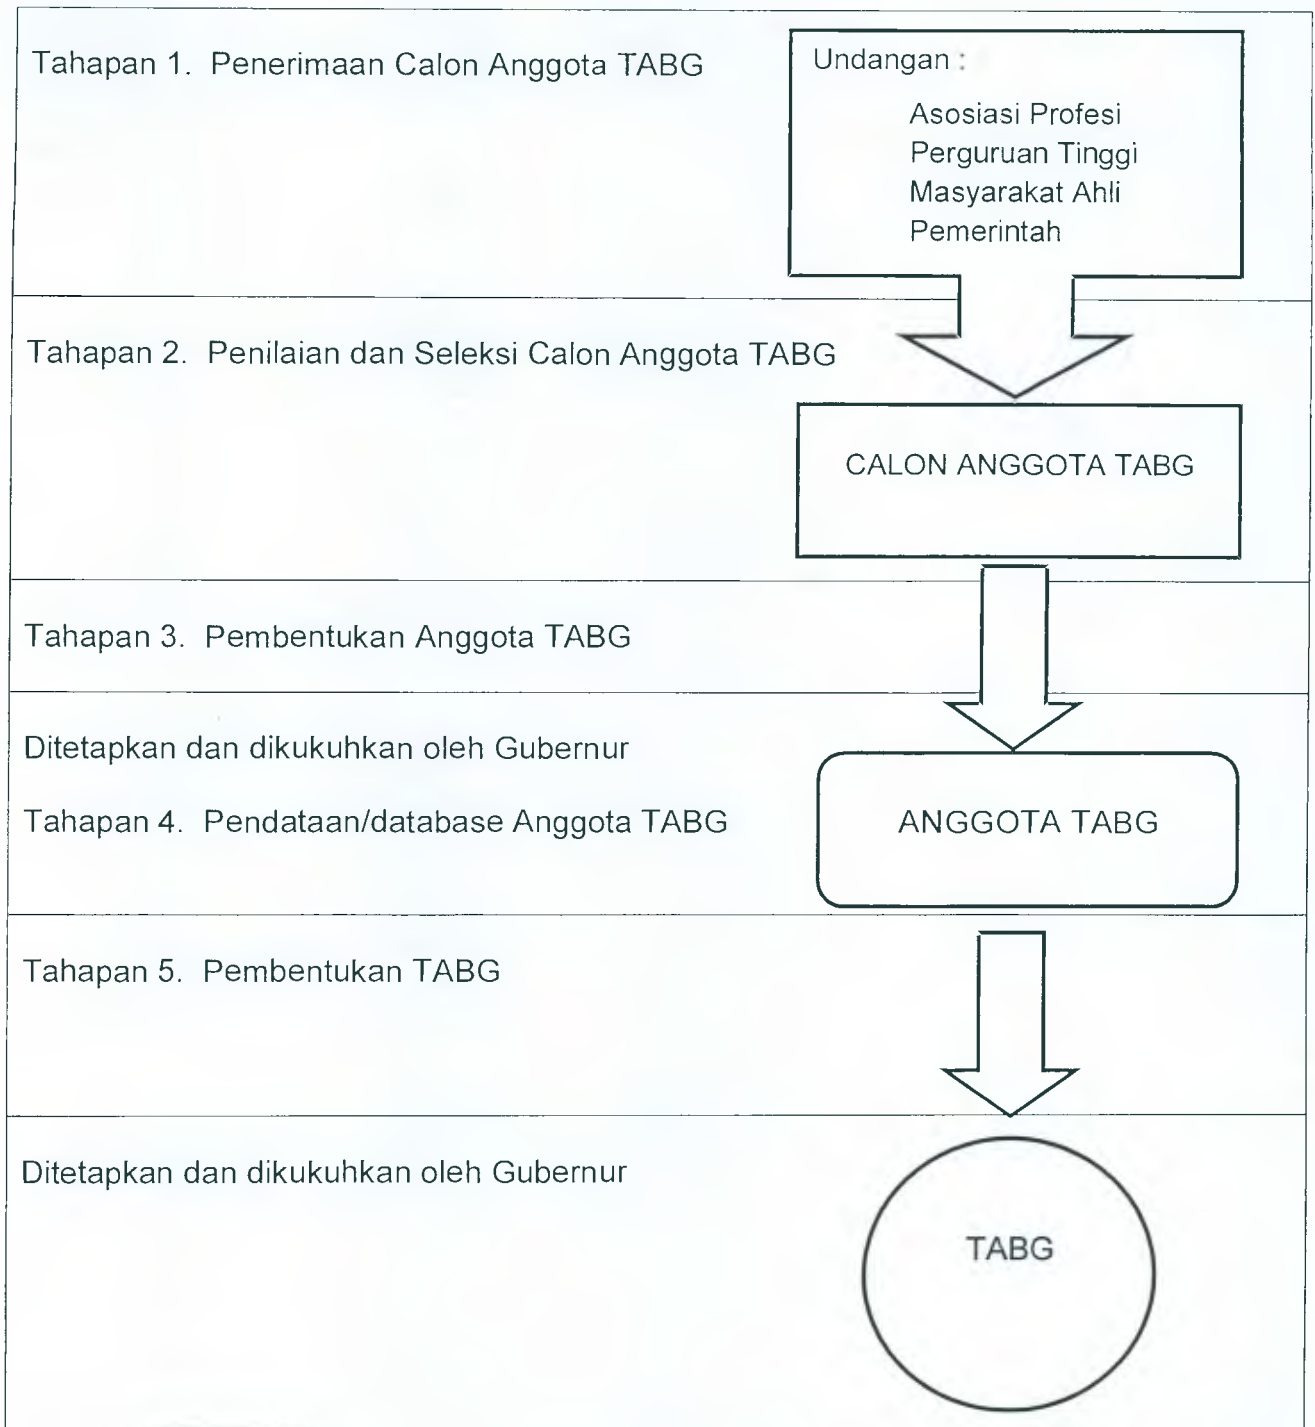 Tahapan 1. Penerimaan Calon Anggota TABG
Undangan :
Asosiasi Profesi
Perguruan Tinggi
Masyarakat Ahli
Pemerintah
Tahapan 2. Penilaian dan Seleksi Calon Anggota TABG
CALON ANGGOTA TABG
Tahapan 3. Pembentukan Anggota TABG
Ditetapkan dan dikukuhkan oleh Gubernur
Tahapan 4. Pendataan/database Anggota TABG
ANGGOTA TABG
Tahapan 5. Pembentukan TABG
Ditetapkan dan dikukuhkan oleh Gubernur
TABG